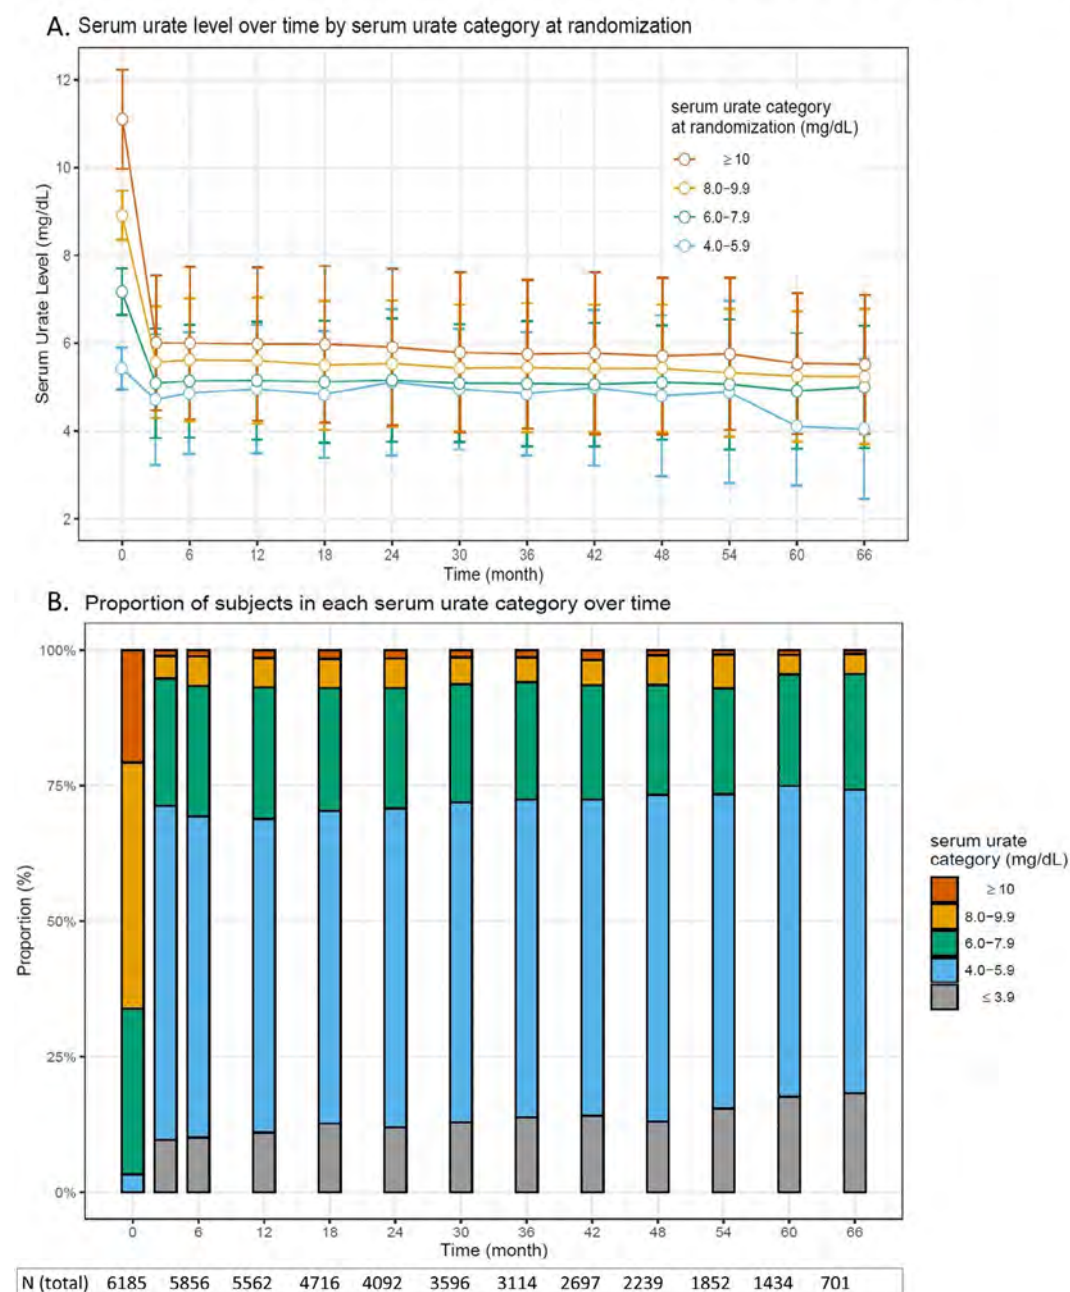 A. Serum urate level over time by serum urate category at randomization
12
10
8
6
4
2
Serum Urate Level (mg/dL)
serum urate category
at randomization (mg/dL)
≥ 10
8.0–9.9
6.0–7.9
4.0–5.9
0 6 12 18 24 30 36 42 48 54 60 66
Time (month)
B. Proportion of subjects in each serum urate category over time
100%
75%
50%
25%
0%
Proportion (%)
serum urate
category (mg/dL)
≥ 10
8.0–9.9
6.0–7.9
4.0–5.9
≤ 3.9
0 6 12 18 24 30 36 42 48 54 60 66
Time (month)
N (total) 6185 5856 5562 4716 4092 3596 3114 2697 2239 1852 1434 701